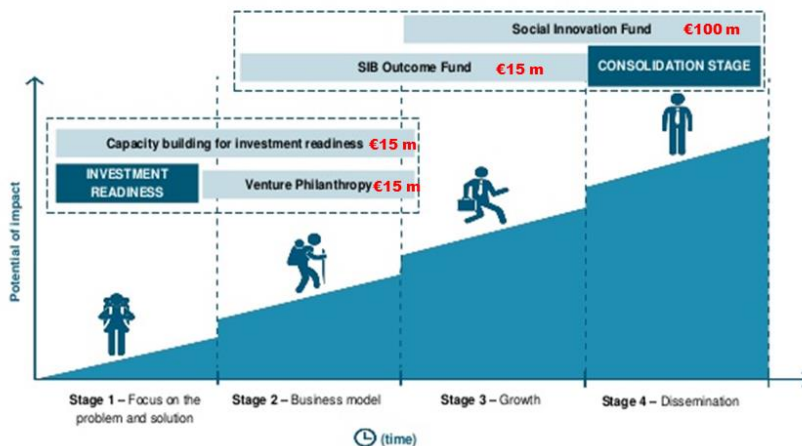 Social Innovation Fund €100 m
SIB Outcome Fund €15 m
CONSOLIDATION STAGE
Capacity building for investment readiness €15 m
INVESTMENT
READINESS
Venture Philanthropy €15 m
Potential of impact
Stage 1 – Focus on the
problem and solution
Stage 2 – Business model
Stage 3 – Growth
Stage 4 – Dissemination
(time)